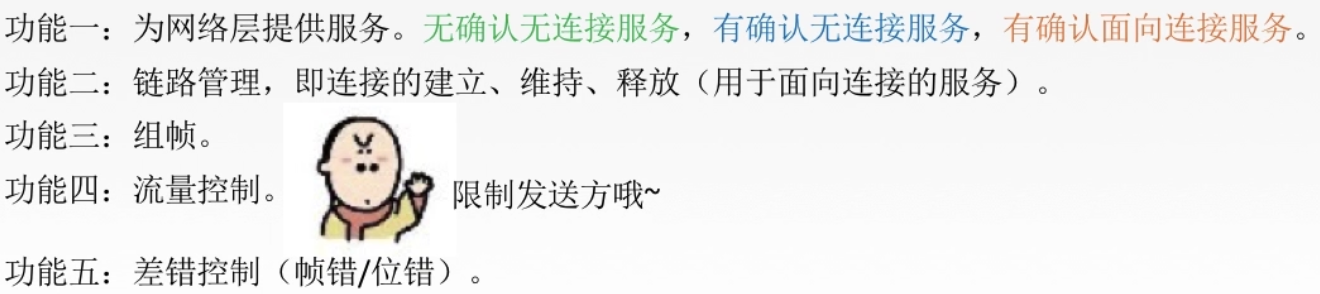 功能一：为网络层提供服务。无确认无连接服务，有确认无连接服务，有确认面向连接服务。
功能二：链路管理，即连接的建立、维持、释放（用于面向连接的服务）。
功能三：组帧。
功能四：流量控制。 限制发送方哦~
功能五：差错控制（帧错/位错）。